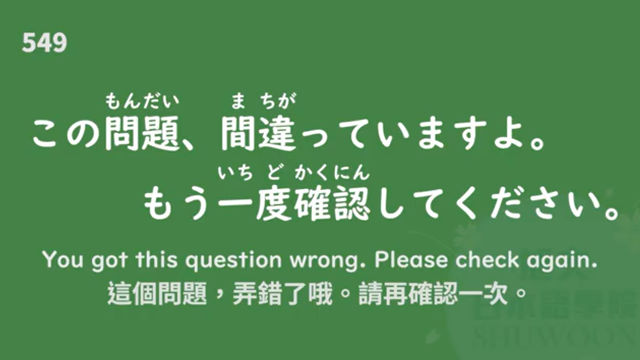 549
もんだい ま ちが
この問題、間違っていますよ。
いち ど かくにん
もう一度確認してください。
You got this question wrong. Please check again.
這個問題，弄錯了哦。請再確認一次。
日本語學院
SHUWOON